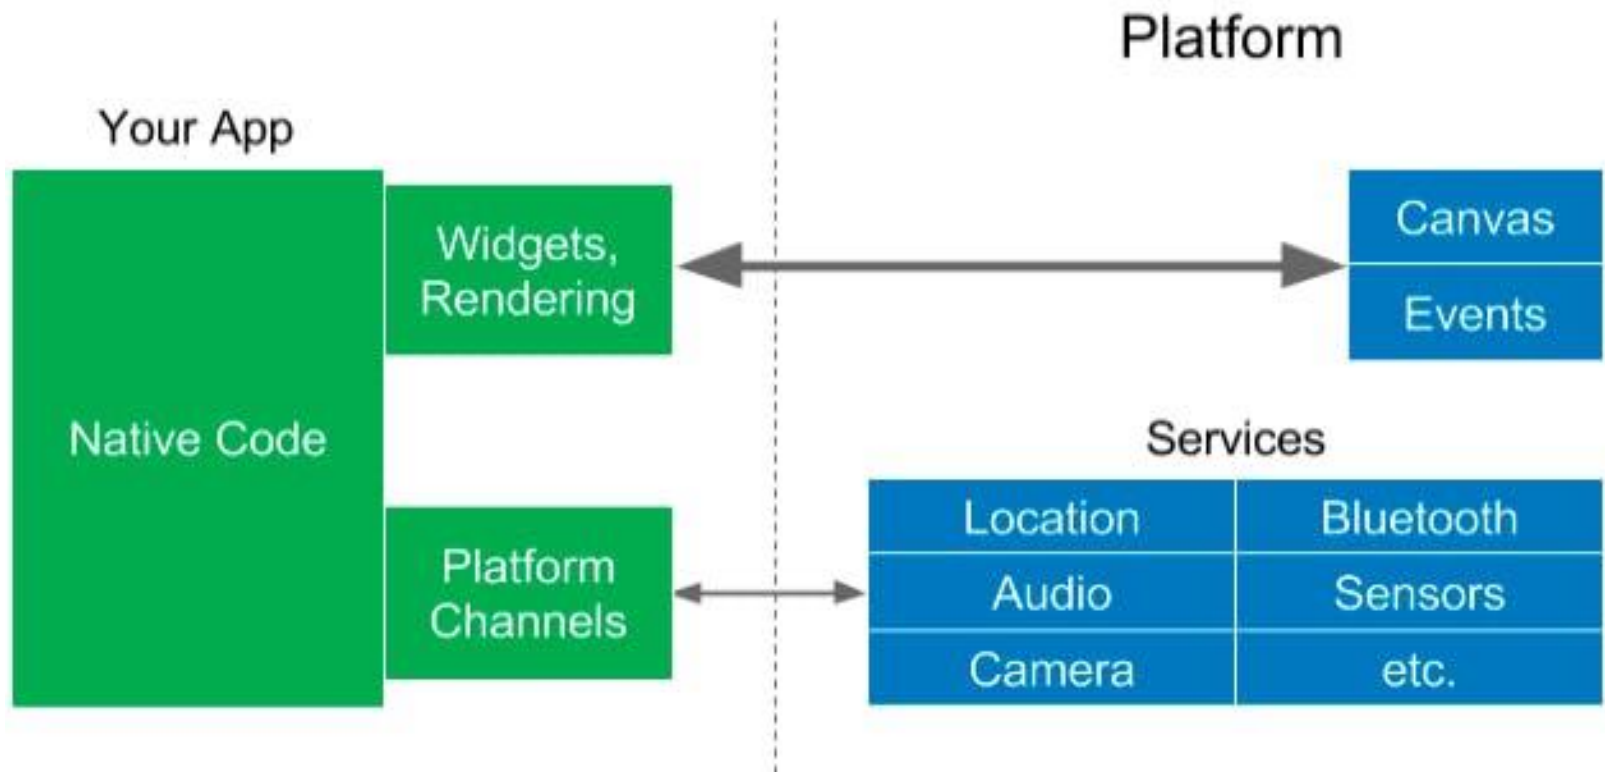 Platform
Your App
Widgets,
Rendering
Canvas
Events
Native Code
Services
Platform
Channels
Location
Bluetooth
Audio
Sensors
Camera
etc.